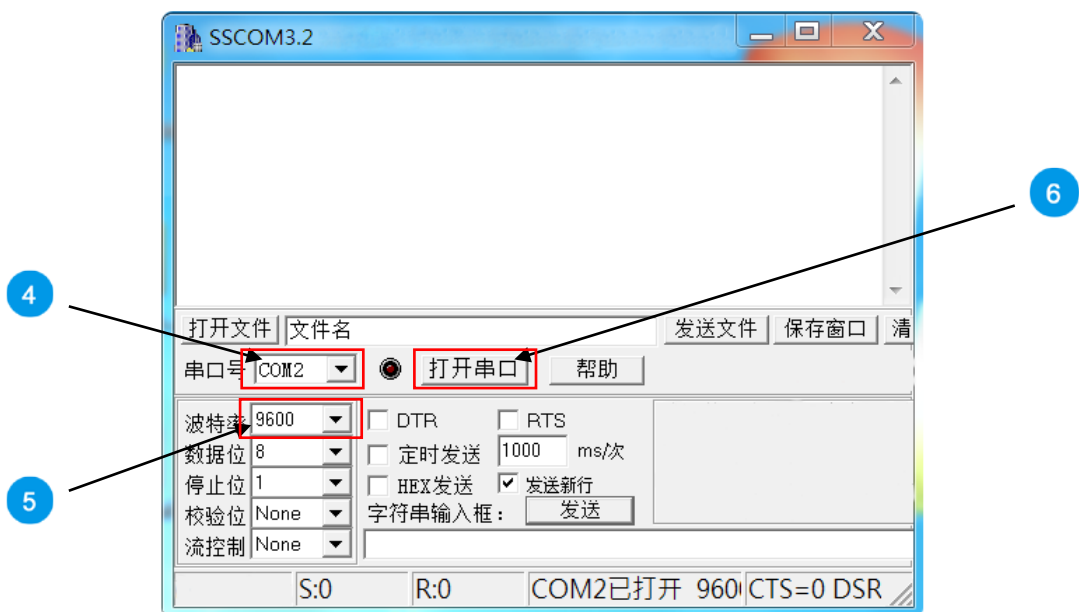 SSCOM3.2
6
4
打开文件 文件名 发送文件 保存窗口 清
串口号 COM2 打开串口 帮助
波特率 9600 DTR RTS
数据位 8 定时发送 1000 ms/次
5
停止位 1 HEX发送 发送新行
校验位 None 字符串输入框: 发送
流控制 None
S:0 R:0 COM2已打开 960 CTS=0 DSR